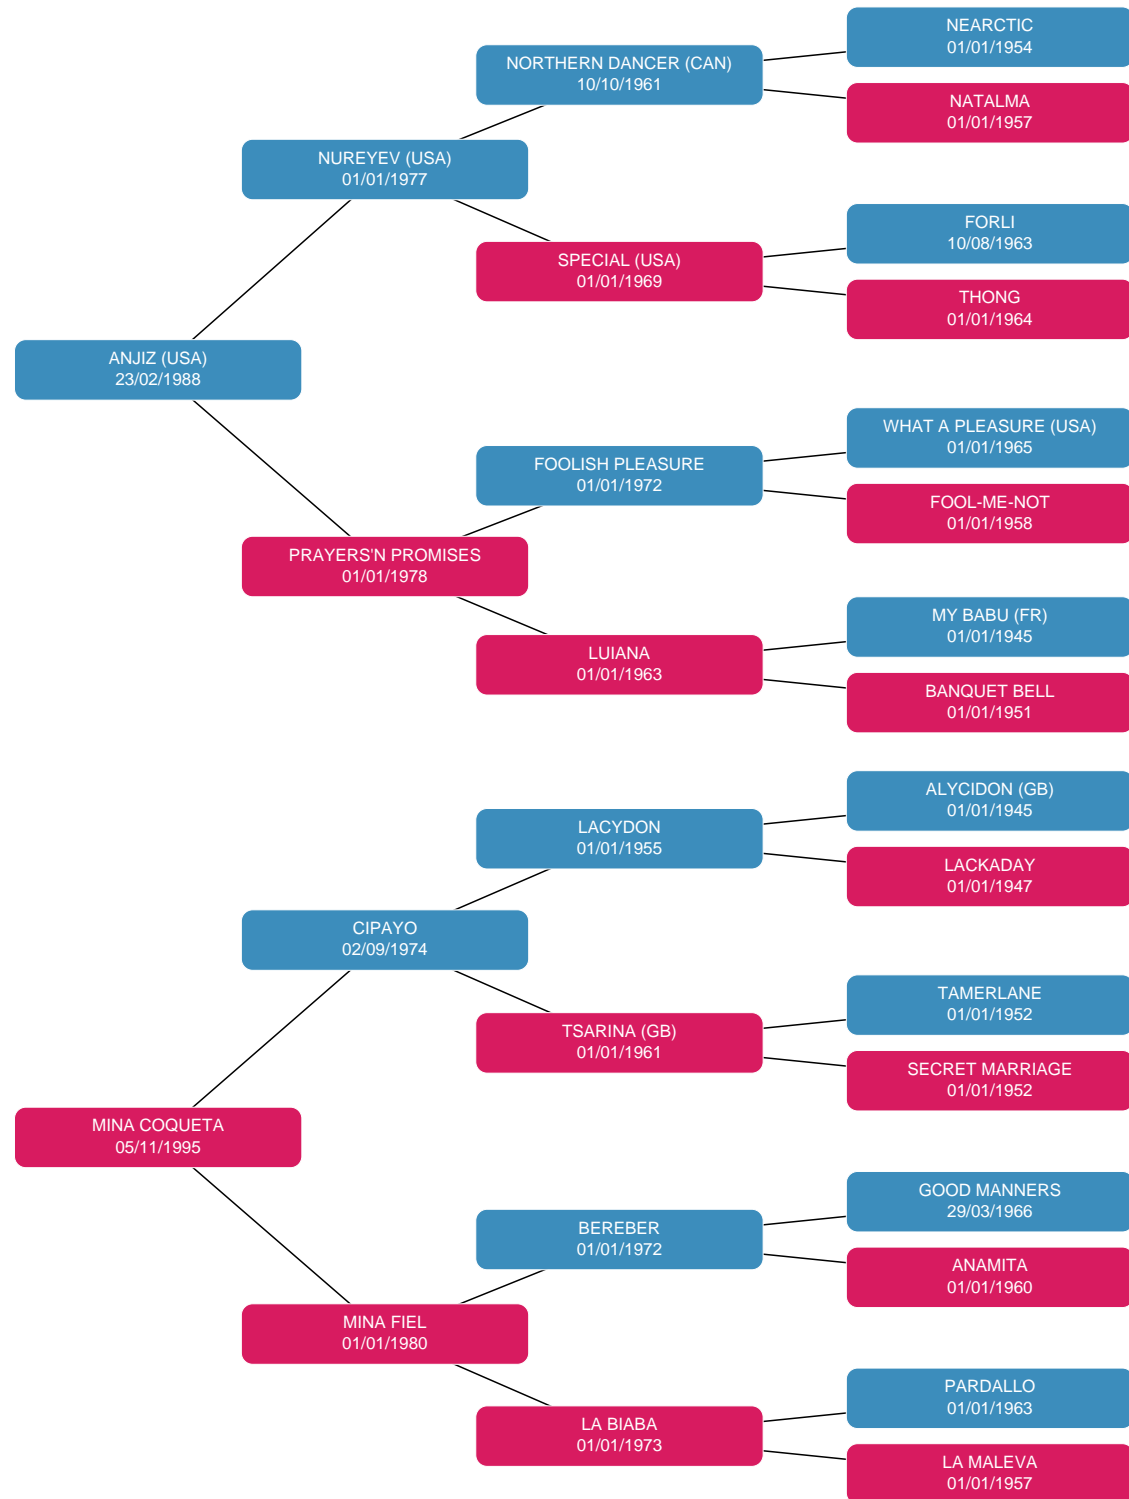 NEARCTIC
01/01/1954
NORTHERN DANCER (CAN)
10/10/1961
NATALMA
01/01/1957
NUREYEV (USA)
01/01/1977
FORLI
10/08/1963
SPECIAL (USA)
01/01/1969
THONG
01/01/1964
ANJIZ (USA)
23/02/1988
WHAT A PLEASURE (USA)
01/01/1965
FOOLISH PLEASURE
01/01/1972
FOOL-ME-NOT
01/01/1958
PRAYERS'N PROMISES
01/01/1978
MY BABU (FR)
01/01/1945
LUIANA
01/01/1963
BANQUET BELL
01/01/1951
ALYCIDON (GB)
01/01/1945
LACYDON
01/01/1955
LACKADAY
01/01/1947
CIPAYO
02/09/1974
TAMERLANE
01/01/1952
TSARINA (GB)
01/01/1961
SECRET MARRIAGE
01/01/1952
MINA COQUETA
05/11/1995
GOOD MANNERS
29/03/1966
BEREBER
01/01/1972
ANAMITA
01/01/1960
MINA FIEL
01/01/1980
PARDALLO
01/01/1963
LA BIABA
01/01/1973
LA MALEVA
01/01/1957